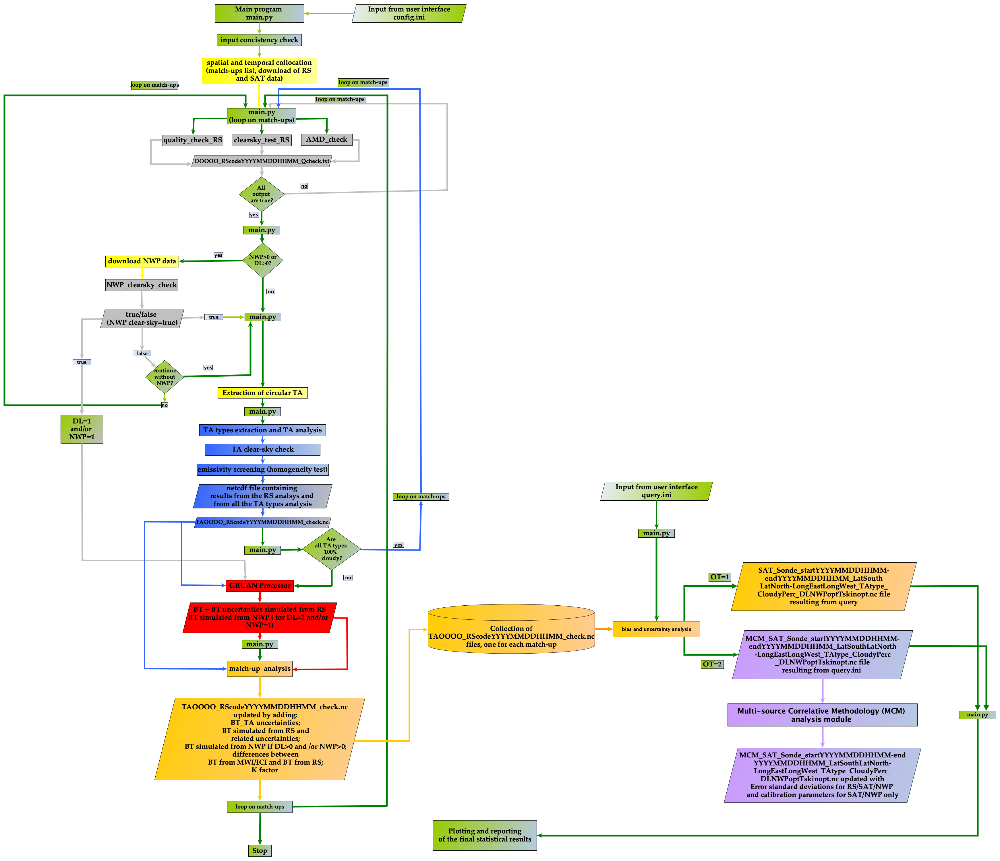 Main program
main.py
Input from user interface
config.ini
input concistency check
spatial and temporal collocation
(match-ups list, download of RS
and SAT data)
loop on match-ups
loop on match-ups
loop on match-ups
main.py
(loop on match-ups)
quality_check_RS
clearsky_test_RS
AMD_check
OOOOO_RScodeYYYYMMDDHHMM_Qcheck.txt
All
output
are true?
no
yes
main.py
NWP>0 or
DL>0?
yes
download NWP data
NWP_clearsky_check
no
true/false
(NWP clear-sky=true)
true
main.py
false
true
continue
without
NWP?
yes
no
Extraction of circular TA
main.py
DL=1
and/or
NWP=1
TA types extraction and TA analysis
TA clear-sky check
emissivity screening (homogeneity test)
netcdf file containing
results from the RS analsys and
from all the TA types analysis
loop on match-ups
TAOOOO_RScodeYYYYMMDDHHMM_check.nc
main.py
Are
all TA types
100%
cloudy?
yes
no
GRUAN Processor
BT + BT uncertanties simulated from RS
BT simulated from NWP ( for DL=1 and/or
NWP=1)
main.py
match-up analysis
TAOOOO_RScodeYYYYMMDDHHMM_check.nc
updated by adding:
BT_TA uncertainties;
BT simulated from RS and
related uncertainties;
BT simulated from NWP if DL>0 and /or NWP>0;
differences between
BT from MWI/ICI and BT from RS;
K factor
loop on match-ups
Stop
Collection of
TAOOOO_RScodeYYYYMMDDHHMM_check.nc
files, one for each match-up
Input from user interface
query.ini
main.py
bias and uncertainty analysis
OT=1
SAT_Sonde_startYYYYMMDDHHMM-
endYYYYMMDDHHMM_LatSouth
LatNorth-LongEastLongWest_TAtype_
CloudyPerc_DLNWPoptTskinopt.nc file
resulting from query
OT=2
MCM_SAT_Sonde_startYYYYMMDDHHMM-
endYYYYMMDDHHMM_LatSouthLatNorth
-LongEastLongWest_TAtype_CloudyPerc
_DLNWPoptTskinopt.nc file
resulting from query.ini
Multi-source Correlative Methodology (MCM)
analysis module
main.py
MCM_SAT_Sonde_startYYYYMMDDHHMM-end
YYYYMMDDHHMM_LatSouthLatNorth-
LongEastLongWest_TAtype_CloudyPerc_
DLNWPoptTskinopt.nc updated with
Error standard deviations for RS/SAT/NWP
and calibration parameters for SAT/NWP only
Plotting and reporting
of the final statistical results